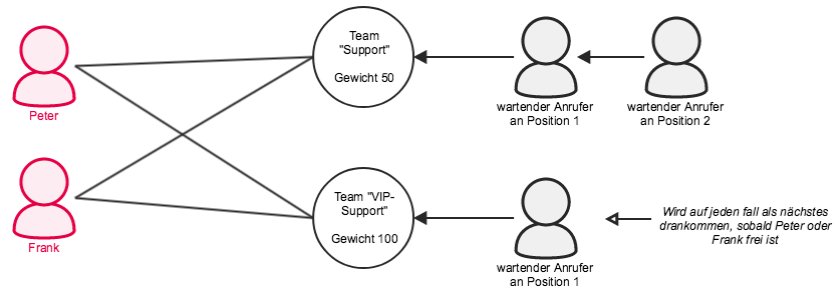 Peter
Frank
Team
"Support"
Gewicht 50
wartender Anrufer
an Position 1
wartender Anrufer
an Position 2
Team "VIP-
Support"
Gewicht 100
wartender Anrufer
an Position 1
Wird auf jeden fall als nächstes
drankommen, sobald Peter oder
Frank frei ist